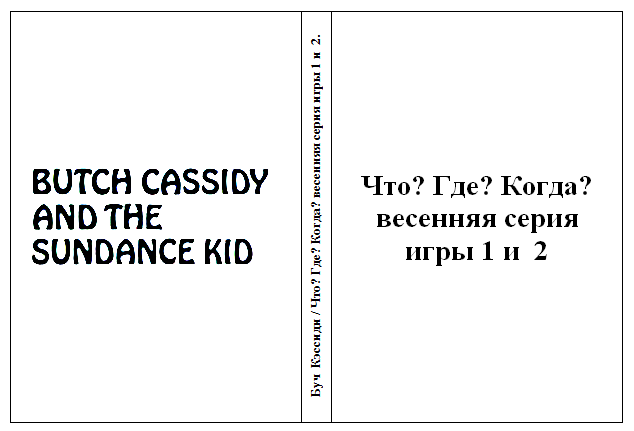 BUTCH CASSIDY
AND THE
SUNDANCE KID
Буч Кэссиди / Что? Где? Когда? весенняя серия игры 1 и 2.
Что? Где? Когда?
весенняя серия
игры 1 и 2